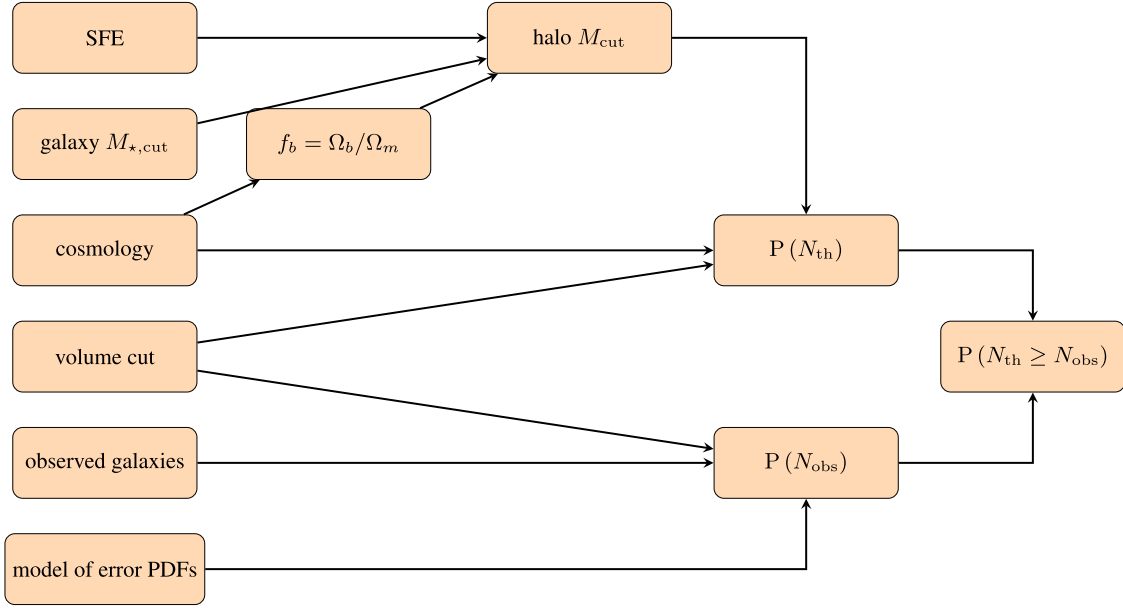 SFE
halo M_cut
galaxy M_⋆,cut
f_b = Ω_b/Ω_m
cosmology
P (N_th)
volume cut
P (N_th ≥ N_obs)
observed galaxies
P (N_obs)
model of error PDFs